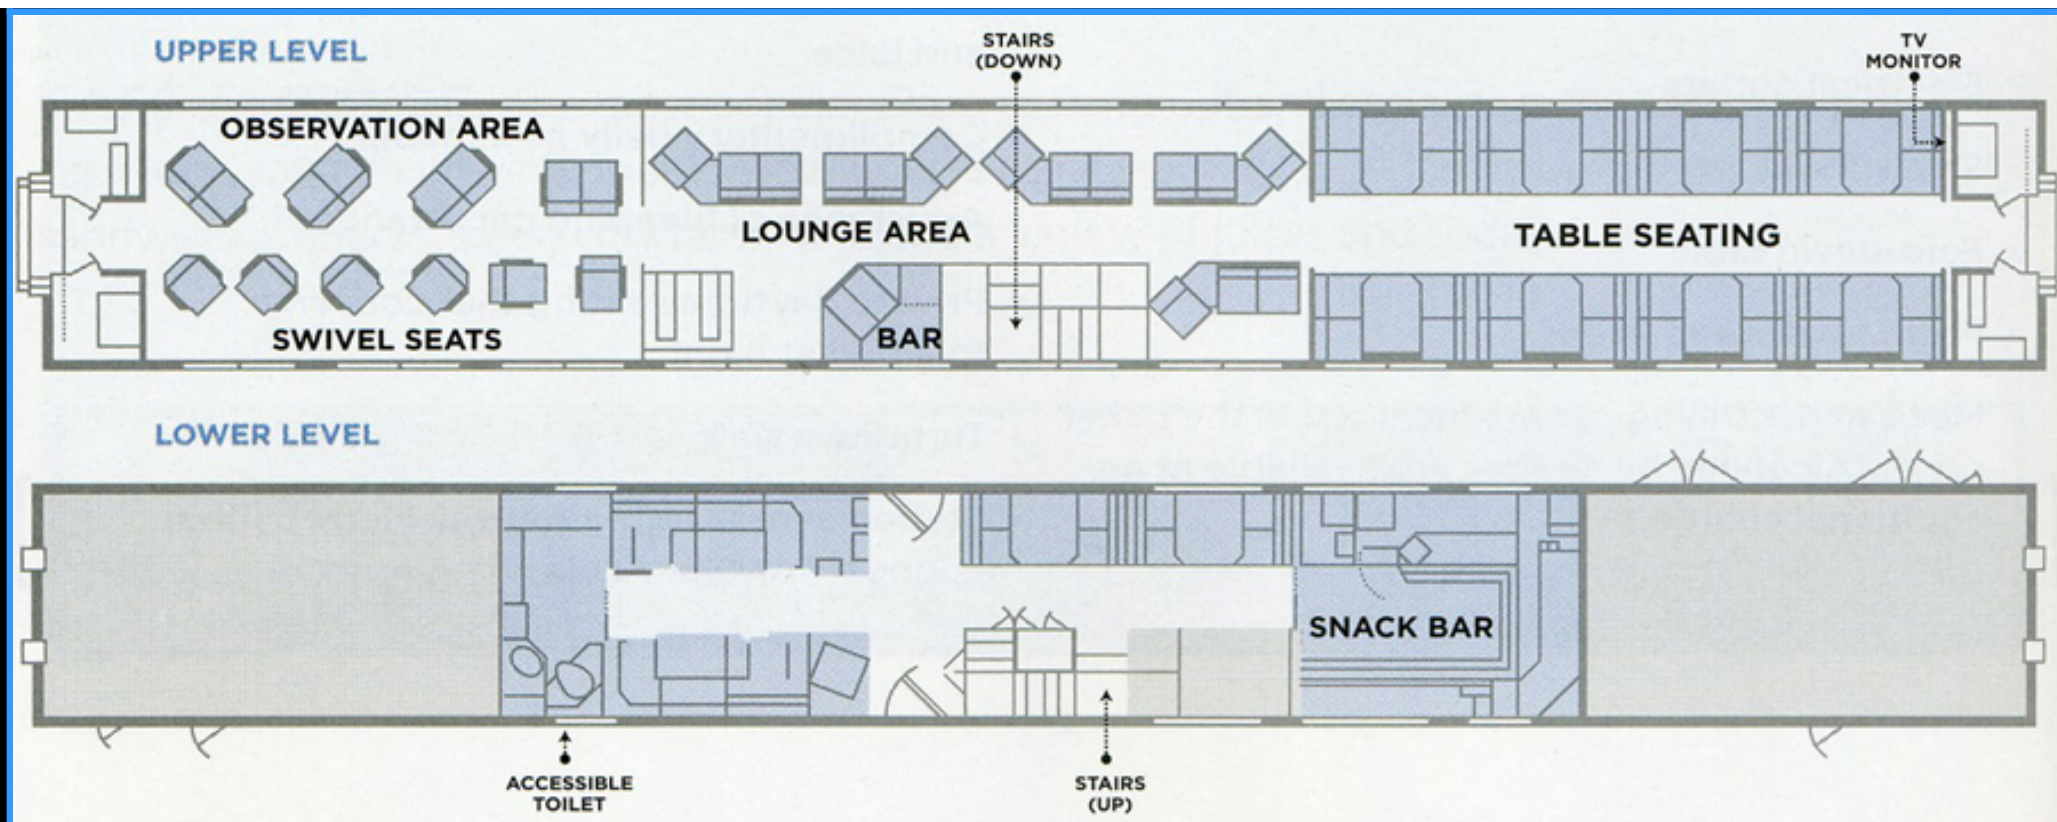 UPPER LEVEL
STAIRS
(DOWN)
TV
MONITOR
OBSERVATION AREA
LOUNGE AREA
TABLE SEATING
SWIVEL SEATS
BAR
LOWER LEVEL
SNACK BAR
ACCESSIBLE
TOILET
STAIRS
(UP)